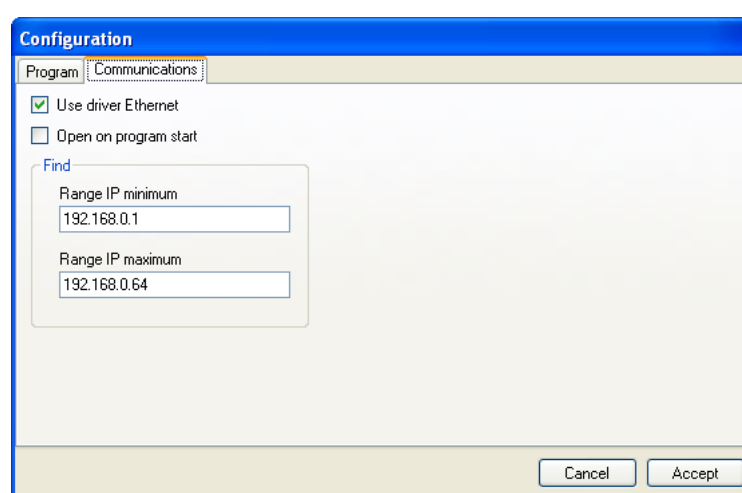 Configuration
Program Communications
Use driver Ethernet
Open on program start
Find
Range IP minimum
192.168.0.1
Range IP maximum
192.168.0.64
Cancel Accept